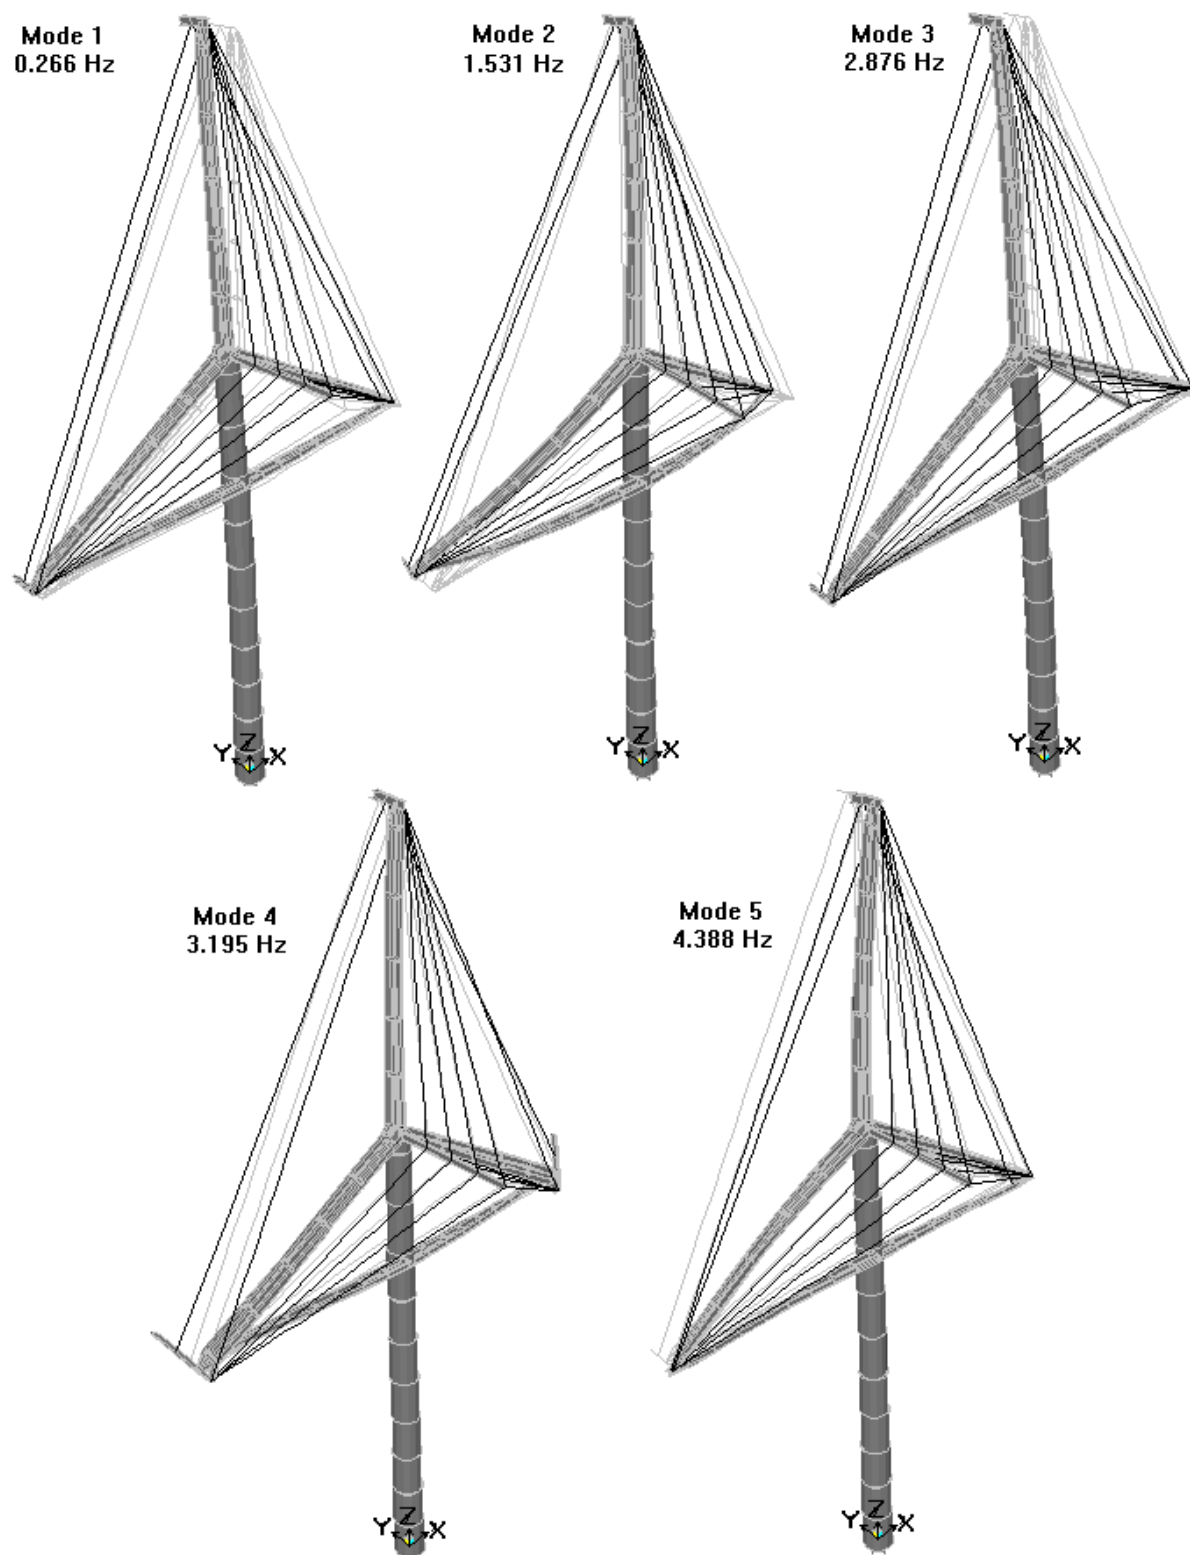 Mode 1
0.266 Hz
Mode 2
1.531 Hz
Mode 3
2.876 Hz
Y Z X
Y Z X
Y Z X
Mode 4
3.195 Hz
Mode 5
4.388 Hz
Y Z X
Y Z X